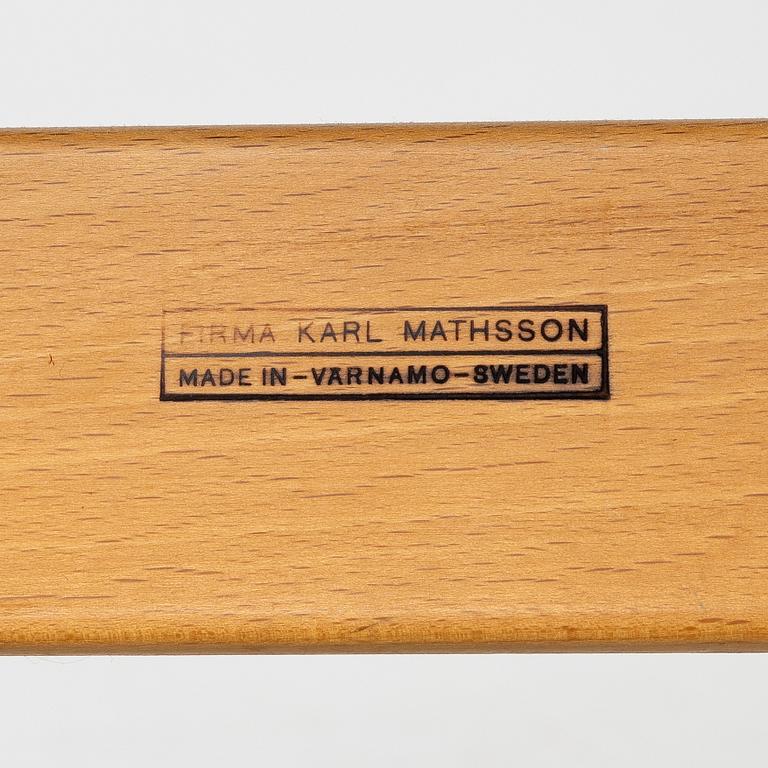 FIRMA KARL MATHSSON
MADE IN-VÄRNAMO-SWEDEN